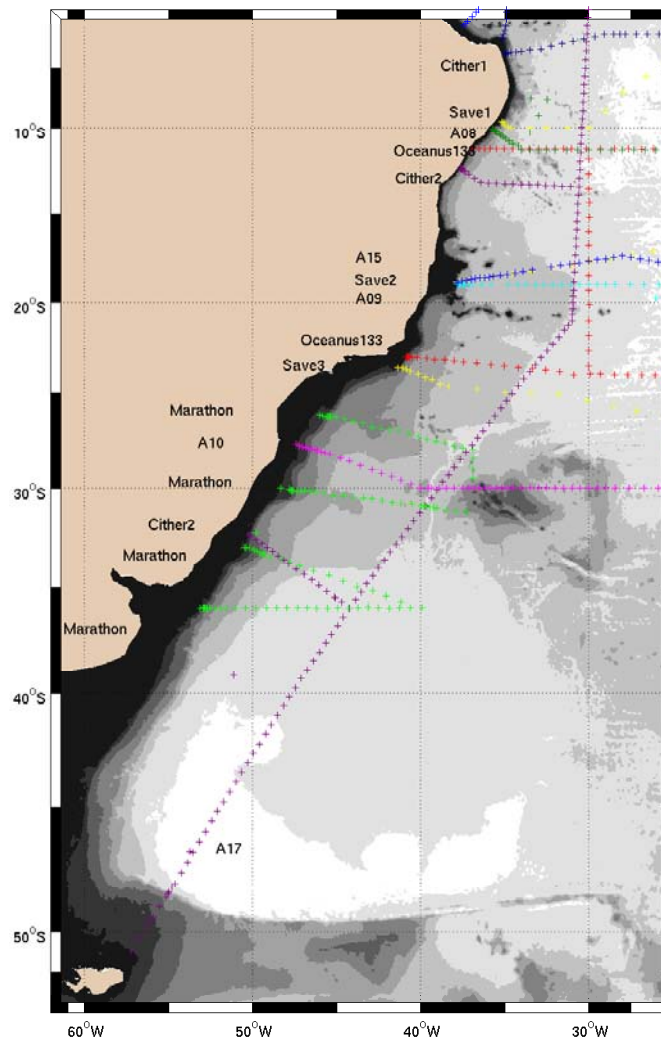 Cither1
Save1
10°S
A08
Oceanus133
Cither2
A15
Save2
A09
20°S
Oceanus133
Save3
Marathon
A10
Marathon
30°S
Cither2
Marathon
Marathon
40°S
A17
50°S
60°W 50°W 40°W 30°W